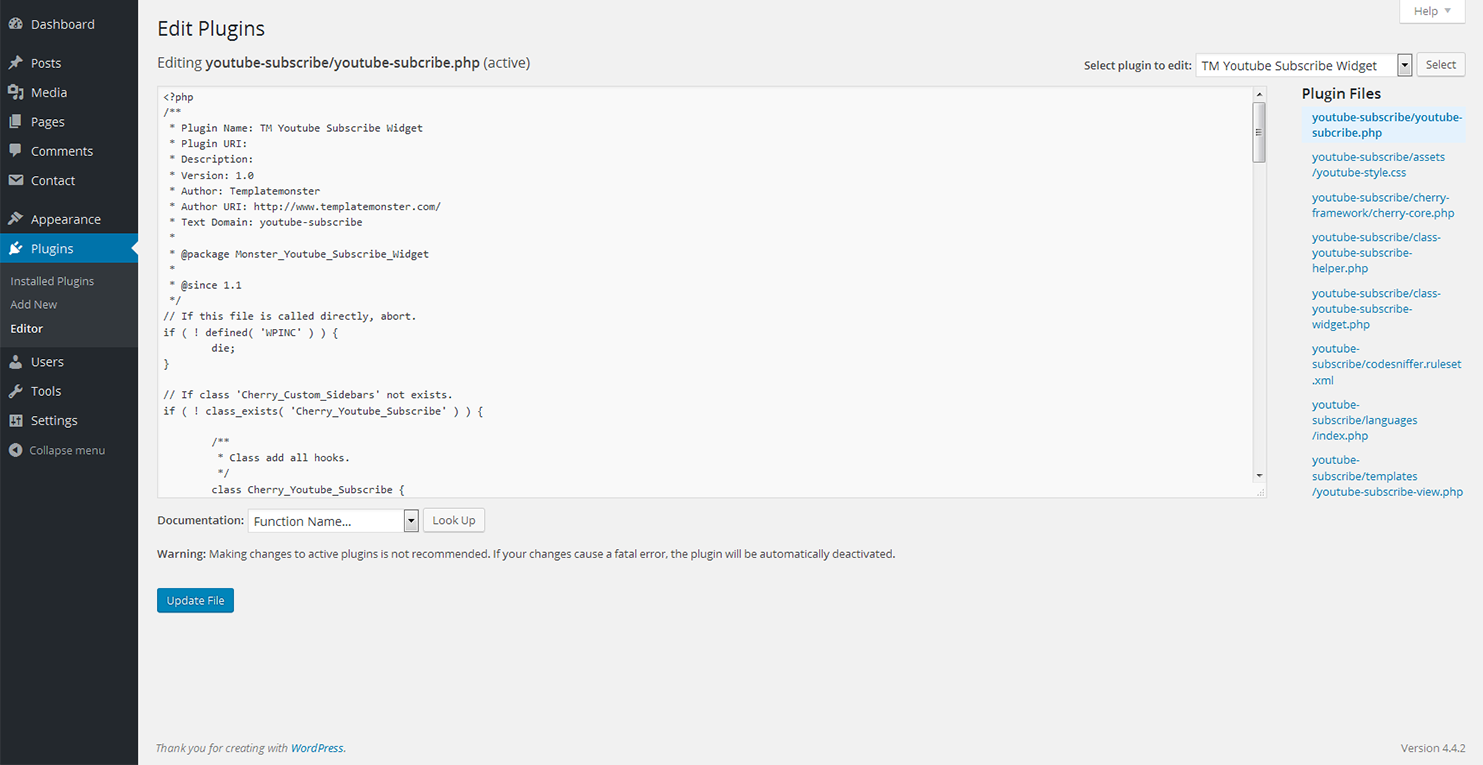 Dashboard
Posts
Media
Pages
Comments
Contact
Appearance
Plugins
Installed Plugins
Add New
Editor
Users
Tools
Settings
Collapse menu
Help
Edit Plugins
Editing youtube-subscribe/youtube-subcribe.php (active)
Select plugin to edit: TM Youtube Subscribe Widget Select
<?php
/**
* Plugin Name: TM Youtube Subscribe Widget
* Plugin URI:
* Description:
* Version: 1.0
* Author: Templatemonster
* Author URI: http://www.templatemonster.com/
* Text Domain: youtube-subscribe
*
* @package Monster_Youtube_Subscribe_Widget
*
* @since 1.1
*/
// If this file is called directly, abort.
if ( ! defined( 'WPINC' ) ) {
die;
}
// If class 'Cherry_Custom_Sidebars' not exists.
if ( ! class_exists( 'Cherry_Youtube_Subscribe' ) ) {
/**
* Class add all hooks.
*/
class Cherry_Youtube_Subscribe {
Plugin Files
youtube-subscribe/youtube-
subcribe.php
youtube-subscribe/assets
/youtube-style.css
youtube-subscribe/cherry-
framework/cherry-core.php
youtube-subscribe/class-
youtube-subscribe-
helper.php
youtube-subscribe/class-
youtube-subscribe-
widget.php
youtube-
subscribe/codesniffer.ruleset
.xml
youtube-
subscribe/languages
/index.php
youtube-
subscribe/templates
/youtube-subscribe-view.php
Documentation: Function Name... Look Up
Warning: Making changes to active plugins is not recommended. If your changes cause a fatal error, the plugin will be automatically deactivated.
Update File
Thank you for creating with WordPress.
Version 4.4.2